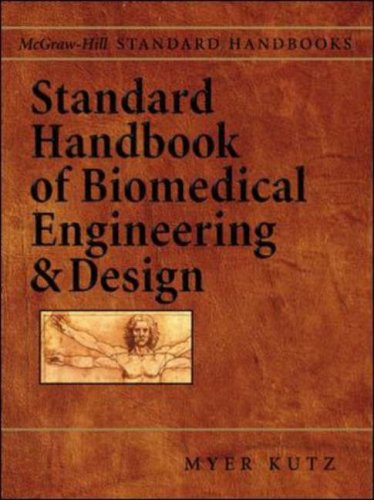 McGraw-Hill STANDARD HANDBOOKS
Standard
Handbook
of Biomedical
Engineering
& Design
MYER KUTZ